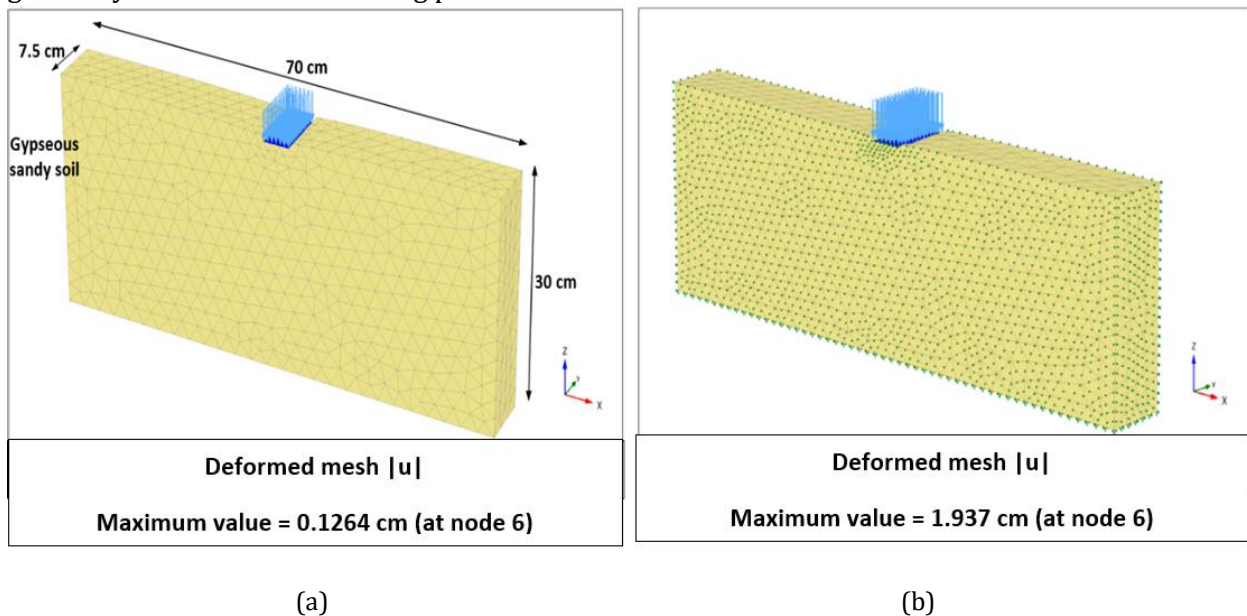 7.5 cm
70 cm
Gypseous
sandy soil
30 cm
Z
Y
X
Deformed mesh |u|
Maximum value = 0.1264 cm (at node 6)
(a)
Z
Y
X
Deformed mesh |u|
Maximum value = 1.937 cm (at node 6)
(b)